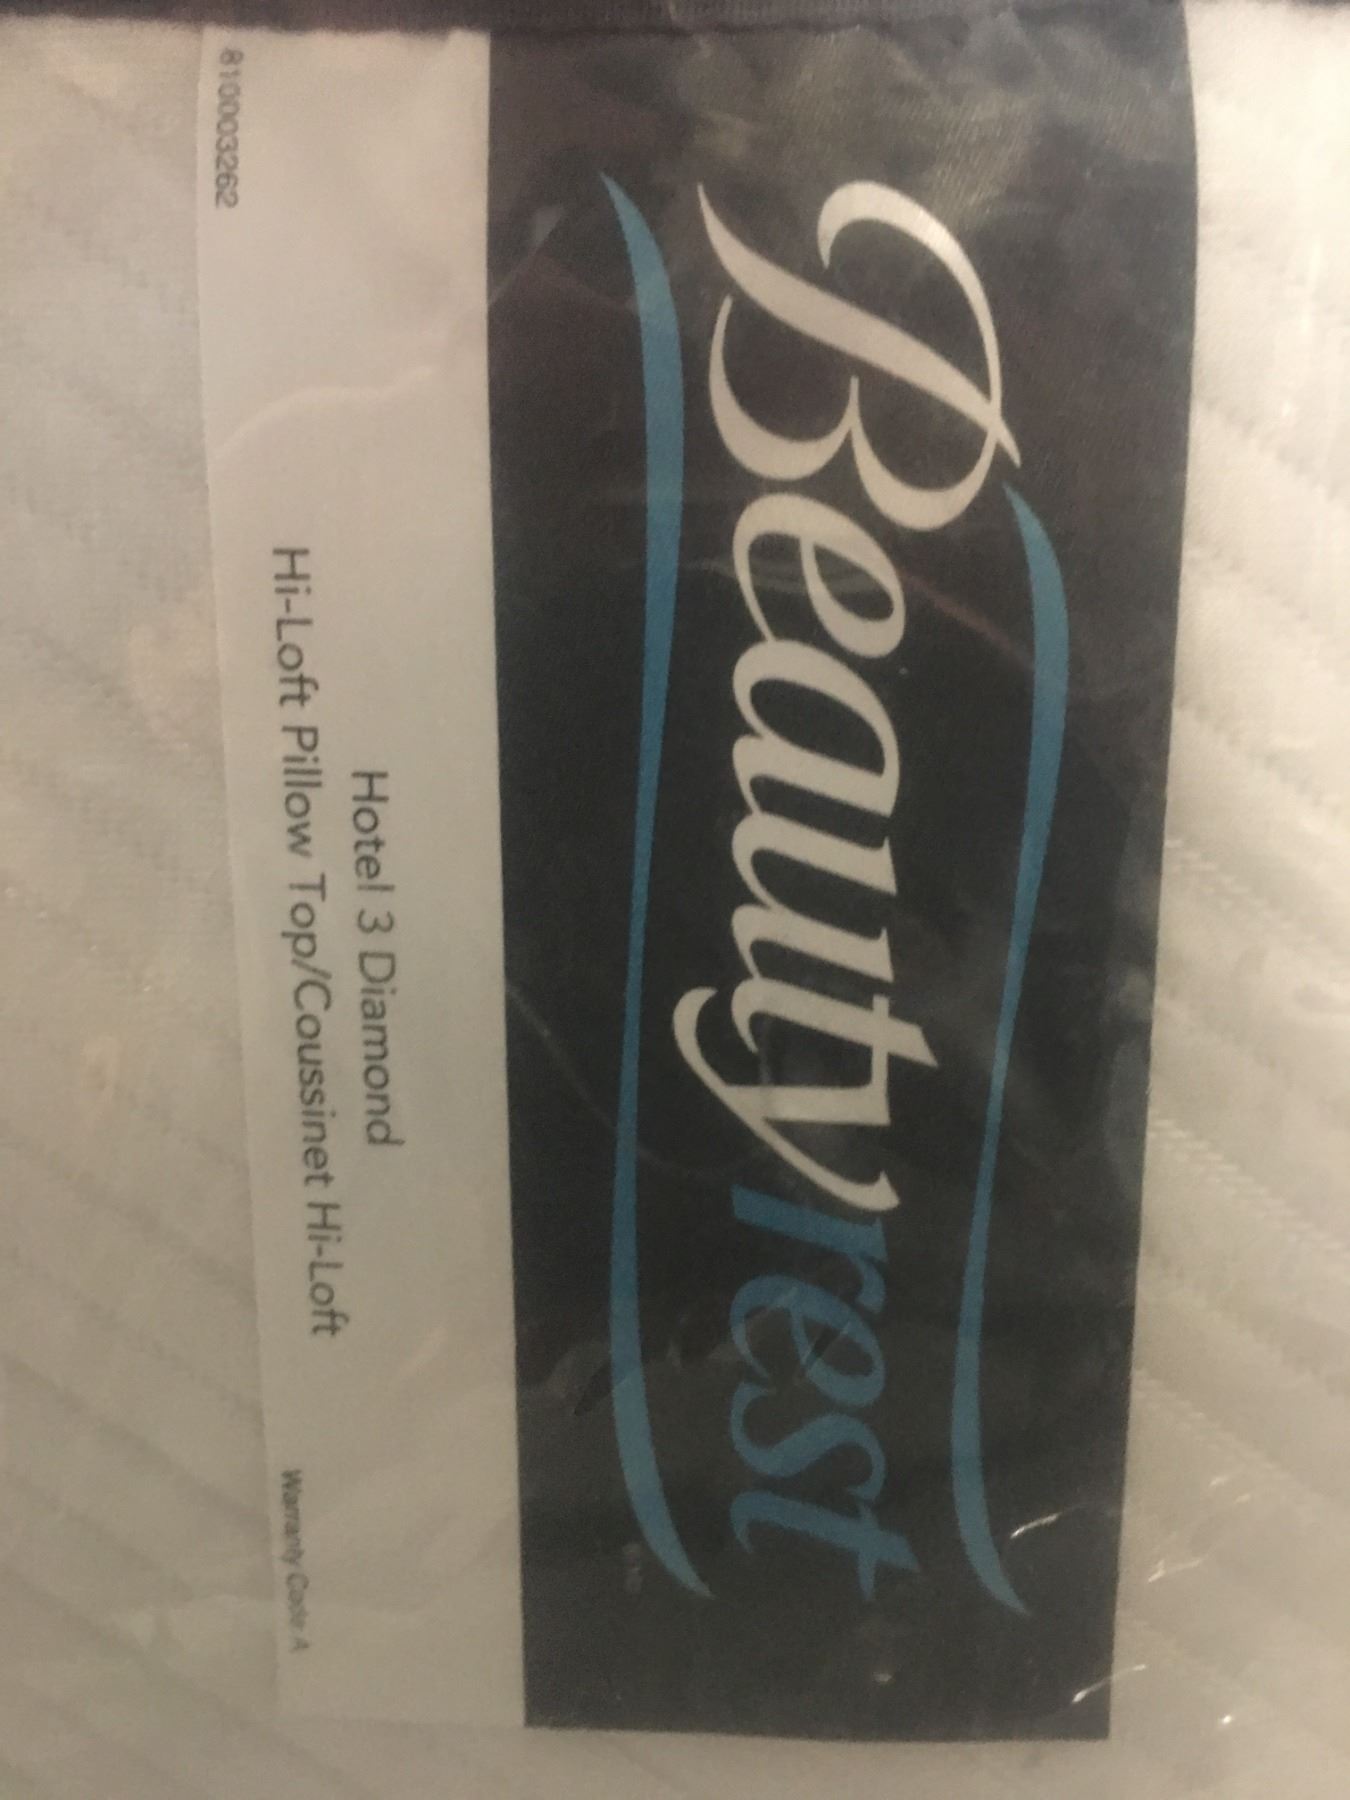 Beautyrest
Hotel 3 Diamond
Hi-Loft Pillow Top/Coussinet Hi-Loft
Warranty Code A
810003262